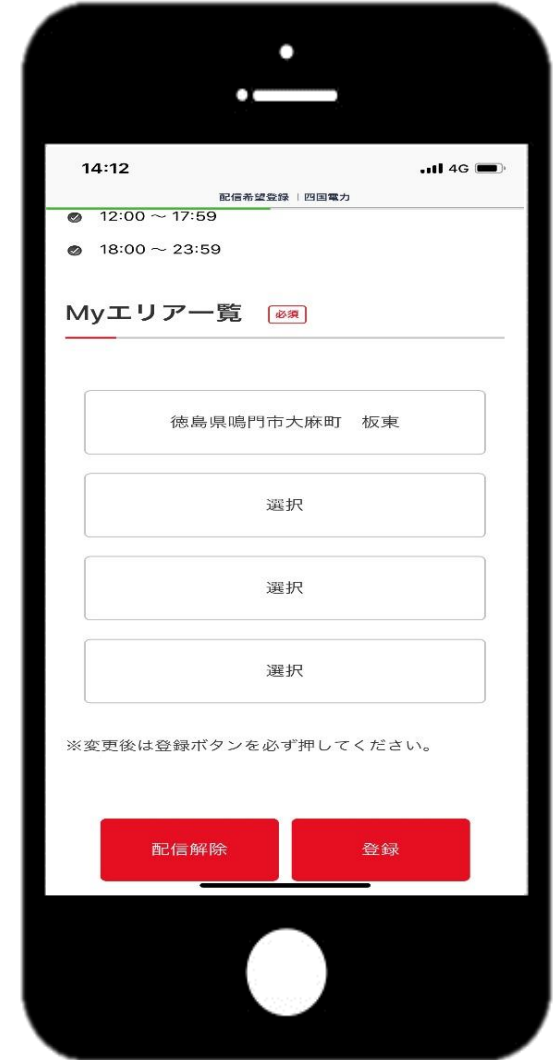 14:12 4G
配信希望登録 | 四国電力
12:00 ～ 17:59
18:00 ～ 23:59
Myエリア一覧 必須
徳島県鳴門市大麻町　板東
選択
選択
選択
※変更後は登録ボタンを必ず押してください。
配信解除 登録